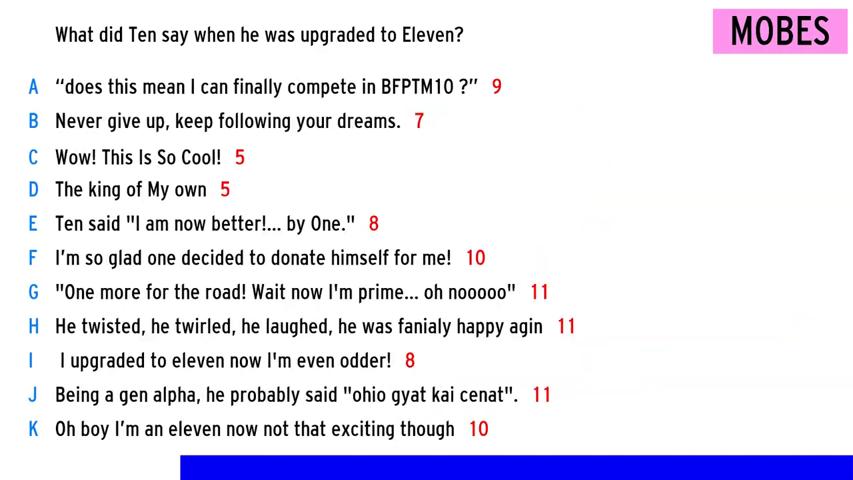 What did Ten say when he was upgraded to Eleven?
MOBES
A “does this mean I can finally compete in BFPTM10 ?” 9
B Never give up, keep following your dreams. 7
C Wow! This Is So Cool! 5
D The king of My own 5
E Ten said "I am now better!... by One." 8
F I’m so glad one decided to donate himself for me! 10
G "One more for the road! Wait now I'm prime... oh nooooo" 11
H He twisted, he twirled, he laughed, he was fanialy happy agin 11
I I upgraded to eleven now I'm even odder! 8
J Being a gen alpha, he probably said "ohio gyat kai cenat". 11
K Oh boy I’m an eleven now not that exciting though 10